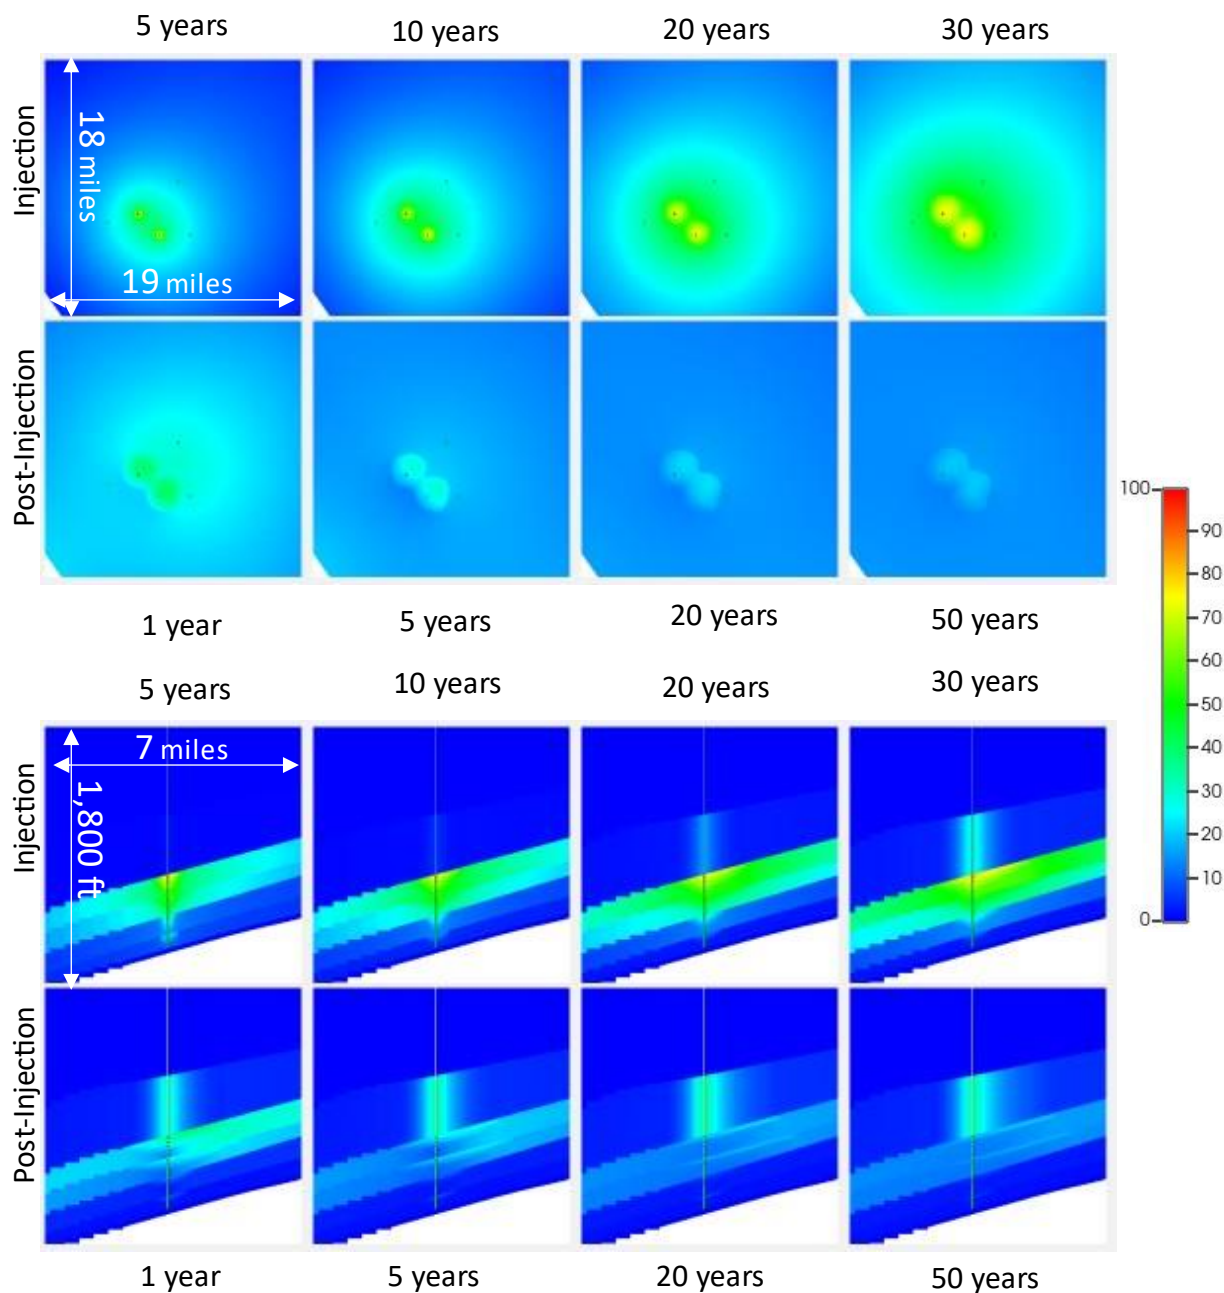 5 years
10 years
20 years
30 years
Injection
18 miles
19 miles
Post-Injection
1 year
5 years
20 years
50 years
100
90
80
70
60
50
40
30
20
10
0
5 years
10 years
20 years
30 years
Injection
7 miles
1,800 ft
Post-Injection
1 year
5 years
20 years
50 years